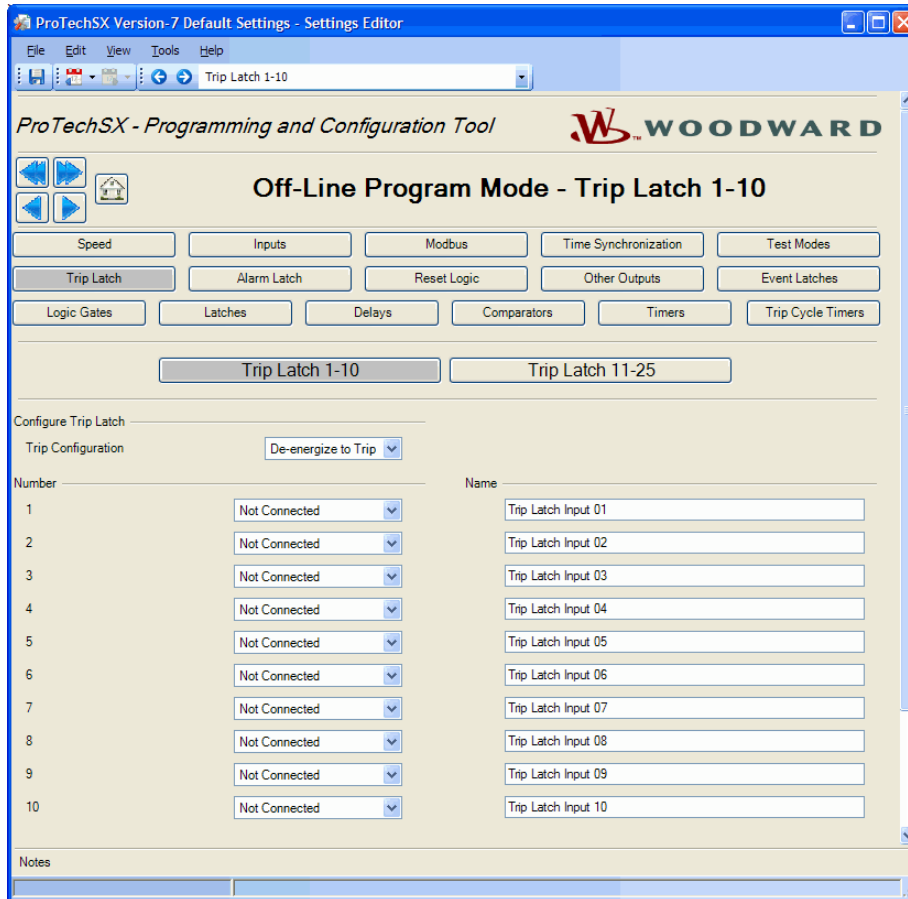 ProTechSX Version-7 Default Settings - Settings Editor
File Edit View Tools Help
Trip Latch 1-10
ProTechSX - Programming and Configuration Tool
WOODWARD
TM
Off-Line Program Mode - Trip Latch 1-10
Speed Inputs Modbus Time Synchronization Test Modes
Trip Latch Alarm Latch Reset Logic Other Outputs Event Latches
Logic Gates Latches Delays Comparators Timers Trip Cycle Timers
Trip Latch 1-10 Trip Latch 11-25
Configure Trip Latch
Trip Configuration De-energize to Trip
Number Name
1 Not Connected Trip Latch Input 01
2 Not Connected Trip Latch Input 02
3 Not Connected Trip Latch Input 03
4 Not Connected Trip Latch Input 04
5 Not Connected Trip Latch Input 05
6 Not Connected Trip Latch Input 06
7 Not Connected Trip Latch Input 07
8 Not Connected Trip Latch Input 08
9 Not Connected Trip Latch Input 09
10 Not Connected Trip Latch Input 10
Notes